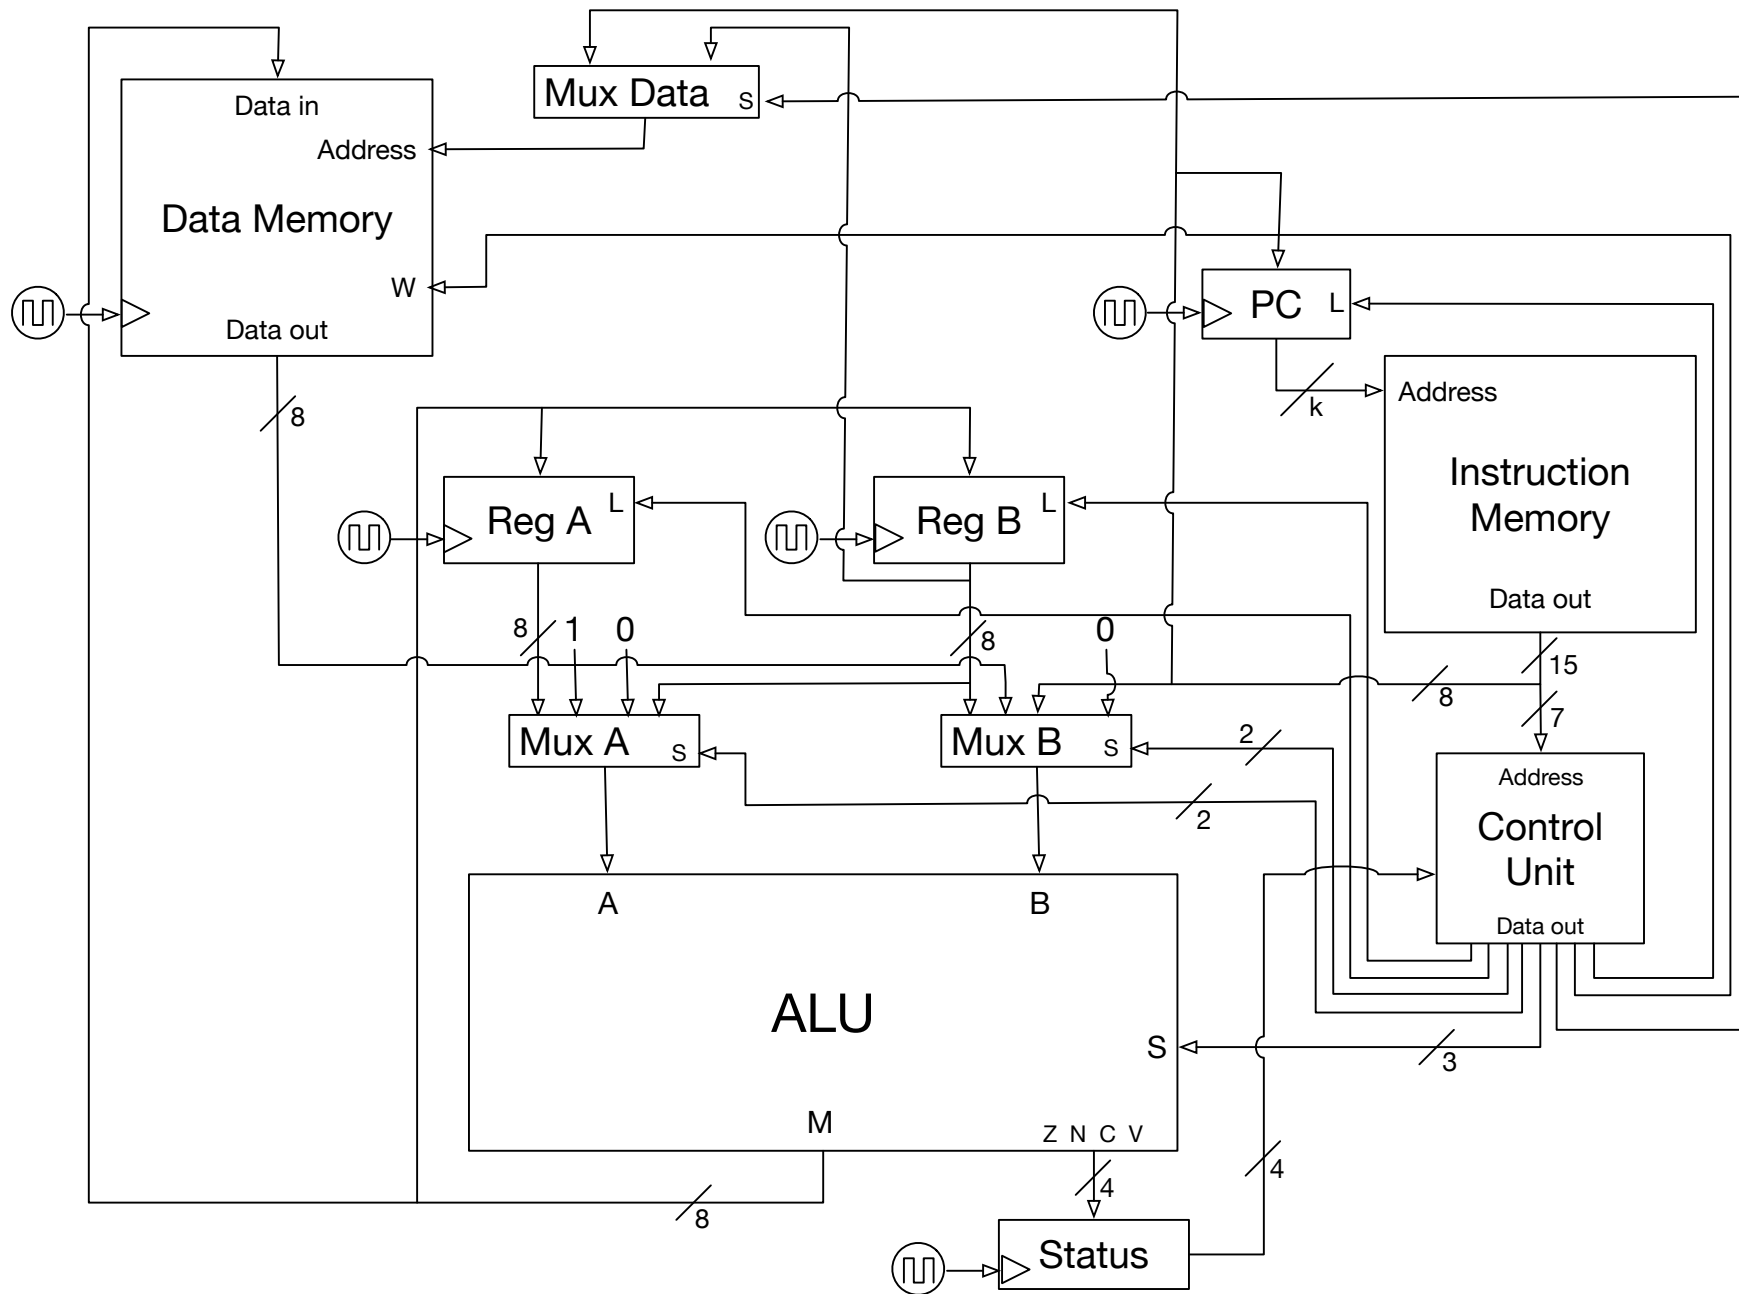 Mux Data
S
Data in
Address
Data Memory
W
Data out
PC
L
8
k
Address
Instruction
Memory
Data out
Reg A
L
Reg B
L
8
1
0
8
0
15
8
7
Mux A
S
Mux B
S
2
2
Address
Control
Unit
Data out
A
B
ALU
S
3
M
Z N C V
4
4
8
Status